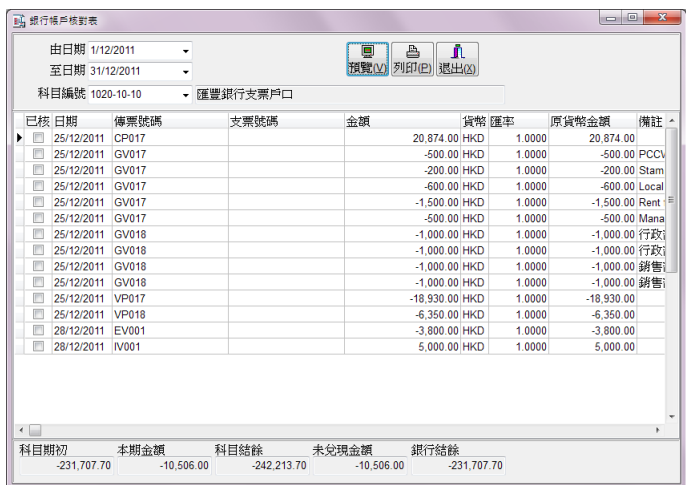 銀行帳戶核對表
由日期 1/12/2011
至日期 31/12/2011
科目編號 1020-10-10 匯豐銀行支票戶口
預覽(V) 列印(P) 退出(X)
已核 日期 傳票號碼 支票號碼 金額 貨幣 匯率 原貨幣金額 備註
25/12/2011 CP017 20,874.00 HKD 1.0000 20,874.00
25/12/2011 GV017 -500.00 HKD 1.0000 -500.00 PCCV
25/12/2011 GV017 -200.00 HKD 1.0000 -200.00 Stam
25/12/2011 GV017 -600.00 HKD 1.0000 -600.00 Local
25/12/2011 GV017 -1,500.00 HKD 1.0000 -1,500.00 Rent
25/12/2011 GV017 -500.00 HKD 1.0000 -500.00 Mana
25/12/2011 GV018 -1,000.00 HKD 1.0000 -1,000.00 行政
25/12/2011 GV018 -1,000.00 HKD 1.0000 -1,000.00 行政
25/12/2011 GV018 -1,000.00 HKD 1.0000 -1,000.00 銷售
25/12/2011 GV018 -1,000.00 HKD 1.0000 -1,000.00 銷售
25/12/2011 VP017 -18,930.00 HKD 1.0000 -18,930.00
25/12/2011 VP018 -6,350.00 HKD 1.0000 -6,350.00
28/12/2011 EV001 -3,800.00 HKD 1.0000 -3,800.00
28/12/2011 IV001 5,000.00 HKD 1.0000 5,000.00
科目期初 本期金額 科目結餘 未兌現金額 銀行結餘
-231,707.70 -10,506.00 -242,213.70 -10,506.00 -231,707.70